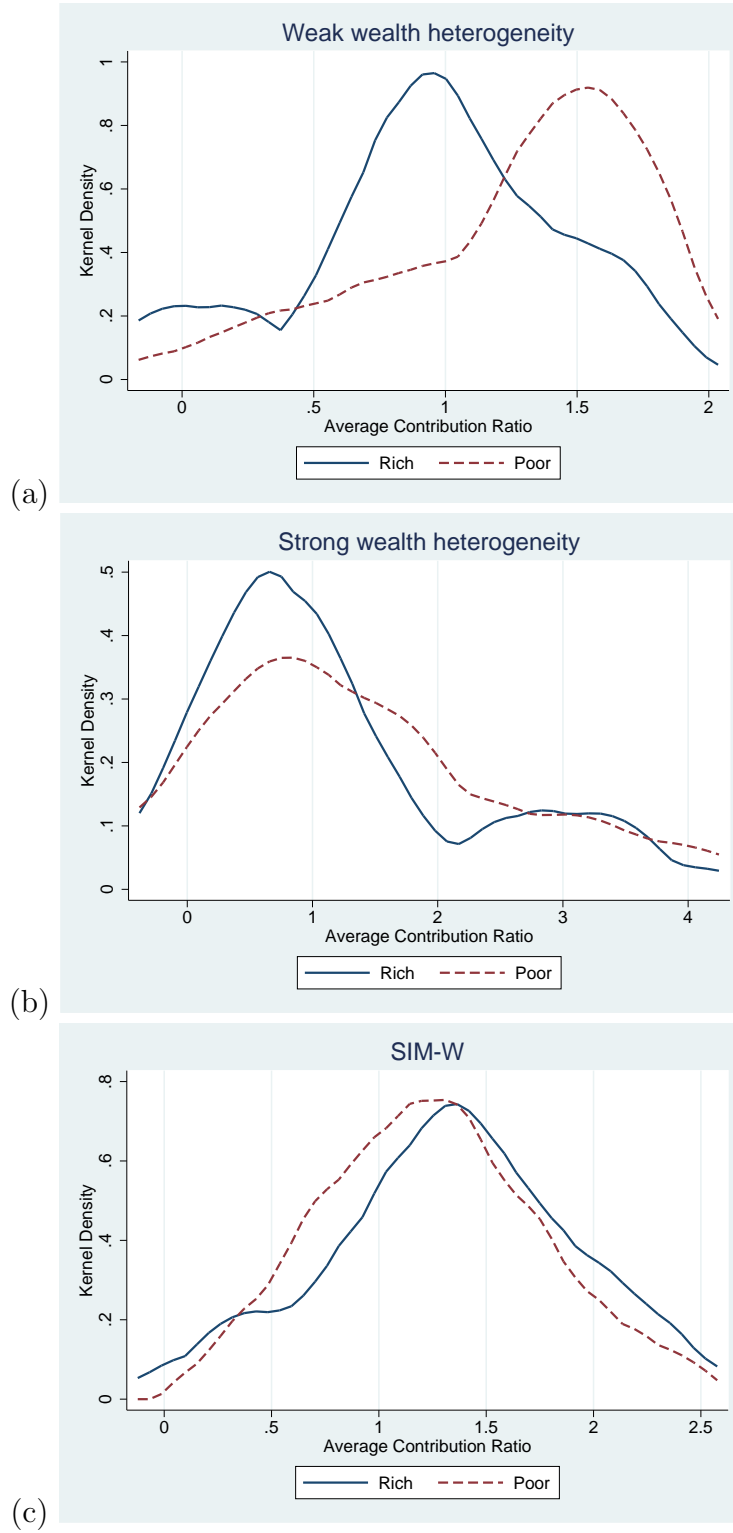 Weak wealth heterogeneity
Kernel Density
0 .2 .4 .6 .8 1
0 .5 1 1.5 2
Average Contribution Ratio
Rich Poor
(a)
Strong wealth heterogeneity
Kernel Density
0 .1 .2 .3 .4 .5
0 1 2 3 4
Average Contribution Ratio
Rich Poor
(b)
SIM-W
Kernel Density
0 .2 .4 .6 .8
0 .5 1 1.5 2 2.5
Average Contribution Ratio
Rich Poor
(c)